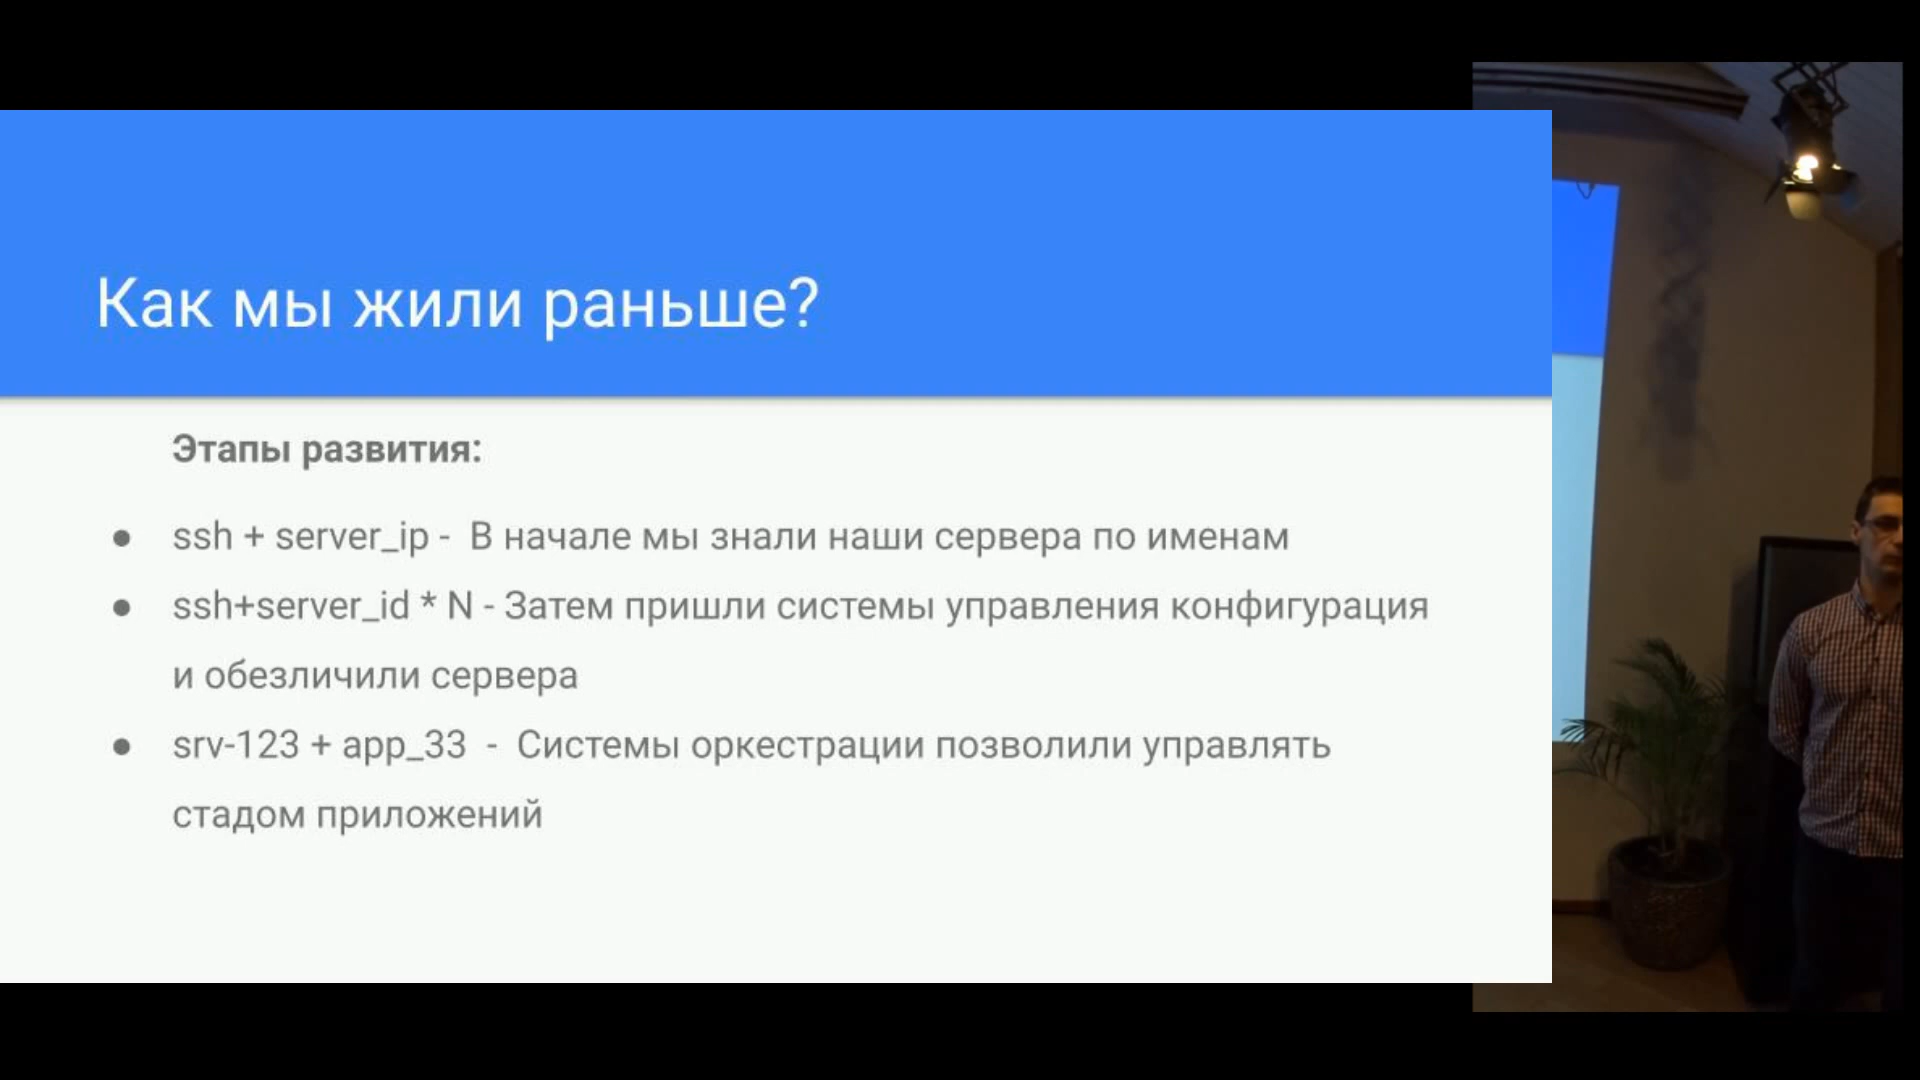 Как мы жили раньше?
Этапы развития:
● ssh + server_ip - В начале мы знали наши сервера по именам
● ssh+server_id * N - Затем пришли системы управления конфигурация
и обезличили сервера
● srv-123 + app_33 - Системы оркестрации позволили управлять
стадом приложений